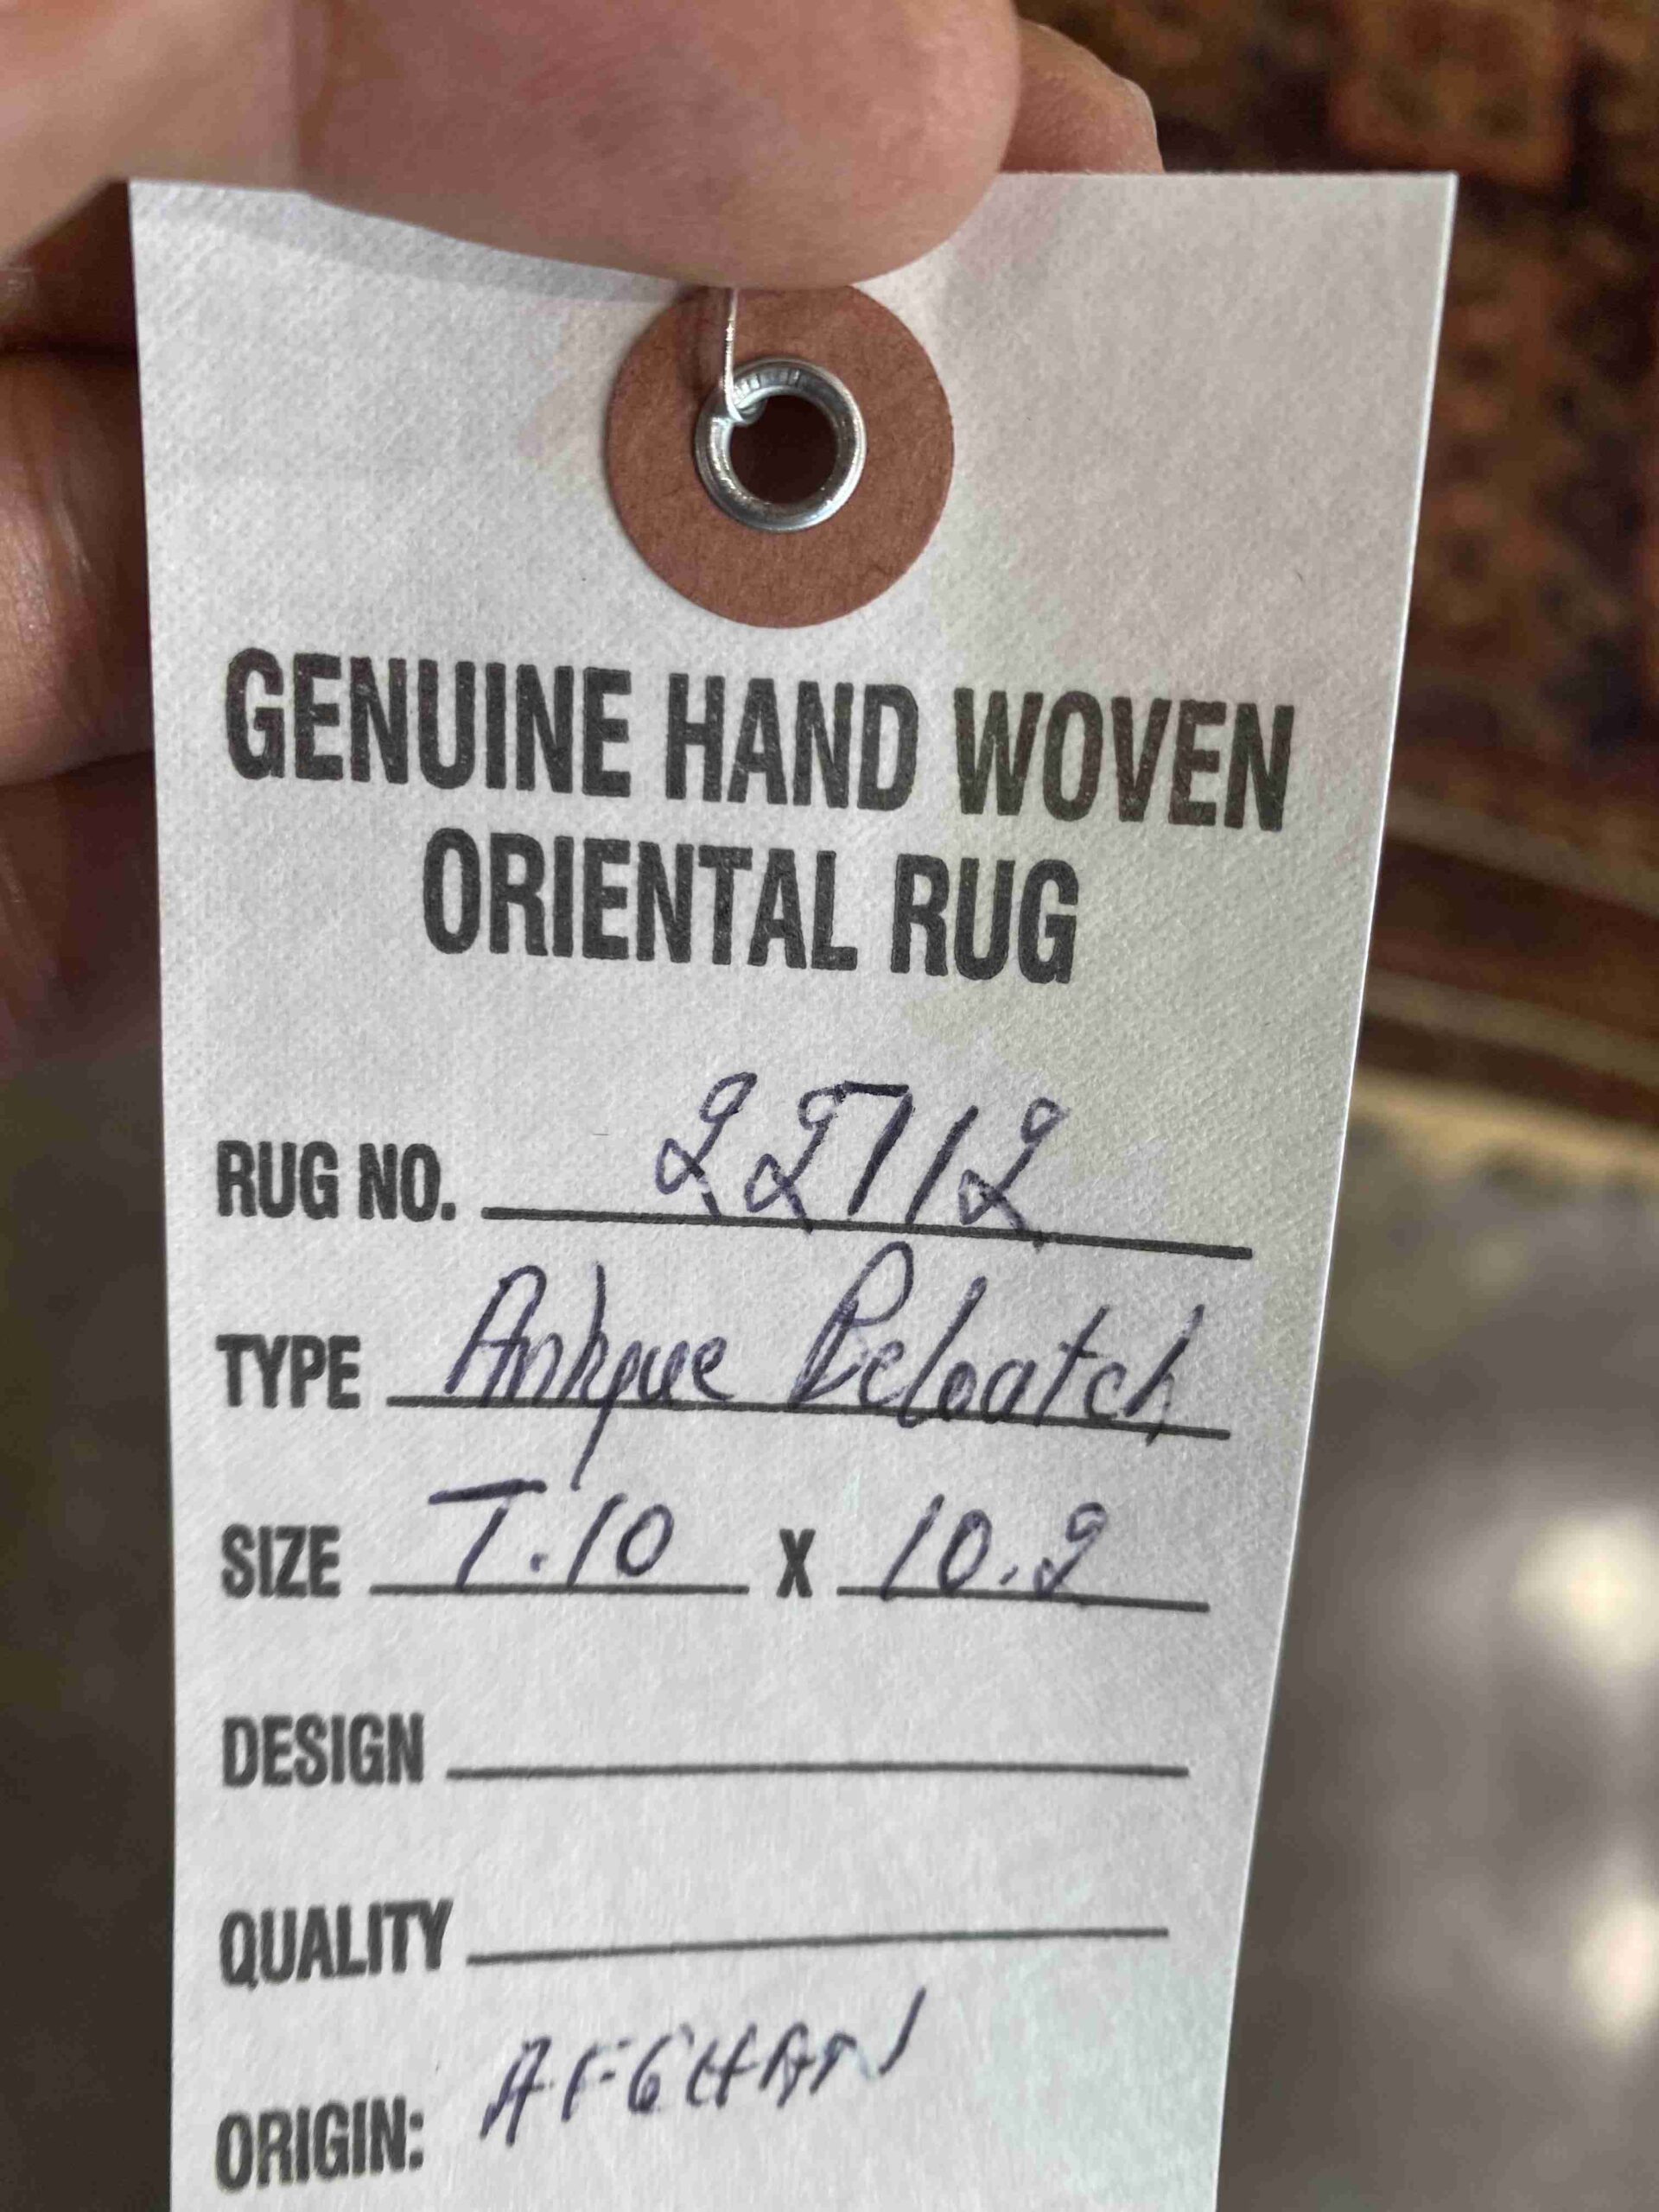 GENUINE HAND WOVEN
ORIENTAL RUG
RUG NO. 22712
TYPE Antique Beloatch
SIZE 7.10 X 10.2
DESIGN
QUALITY
ORIGIN: AFGHAN